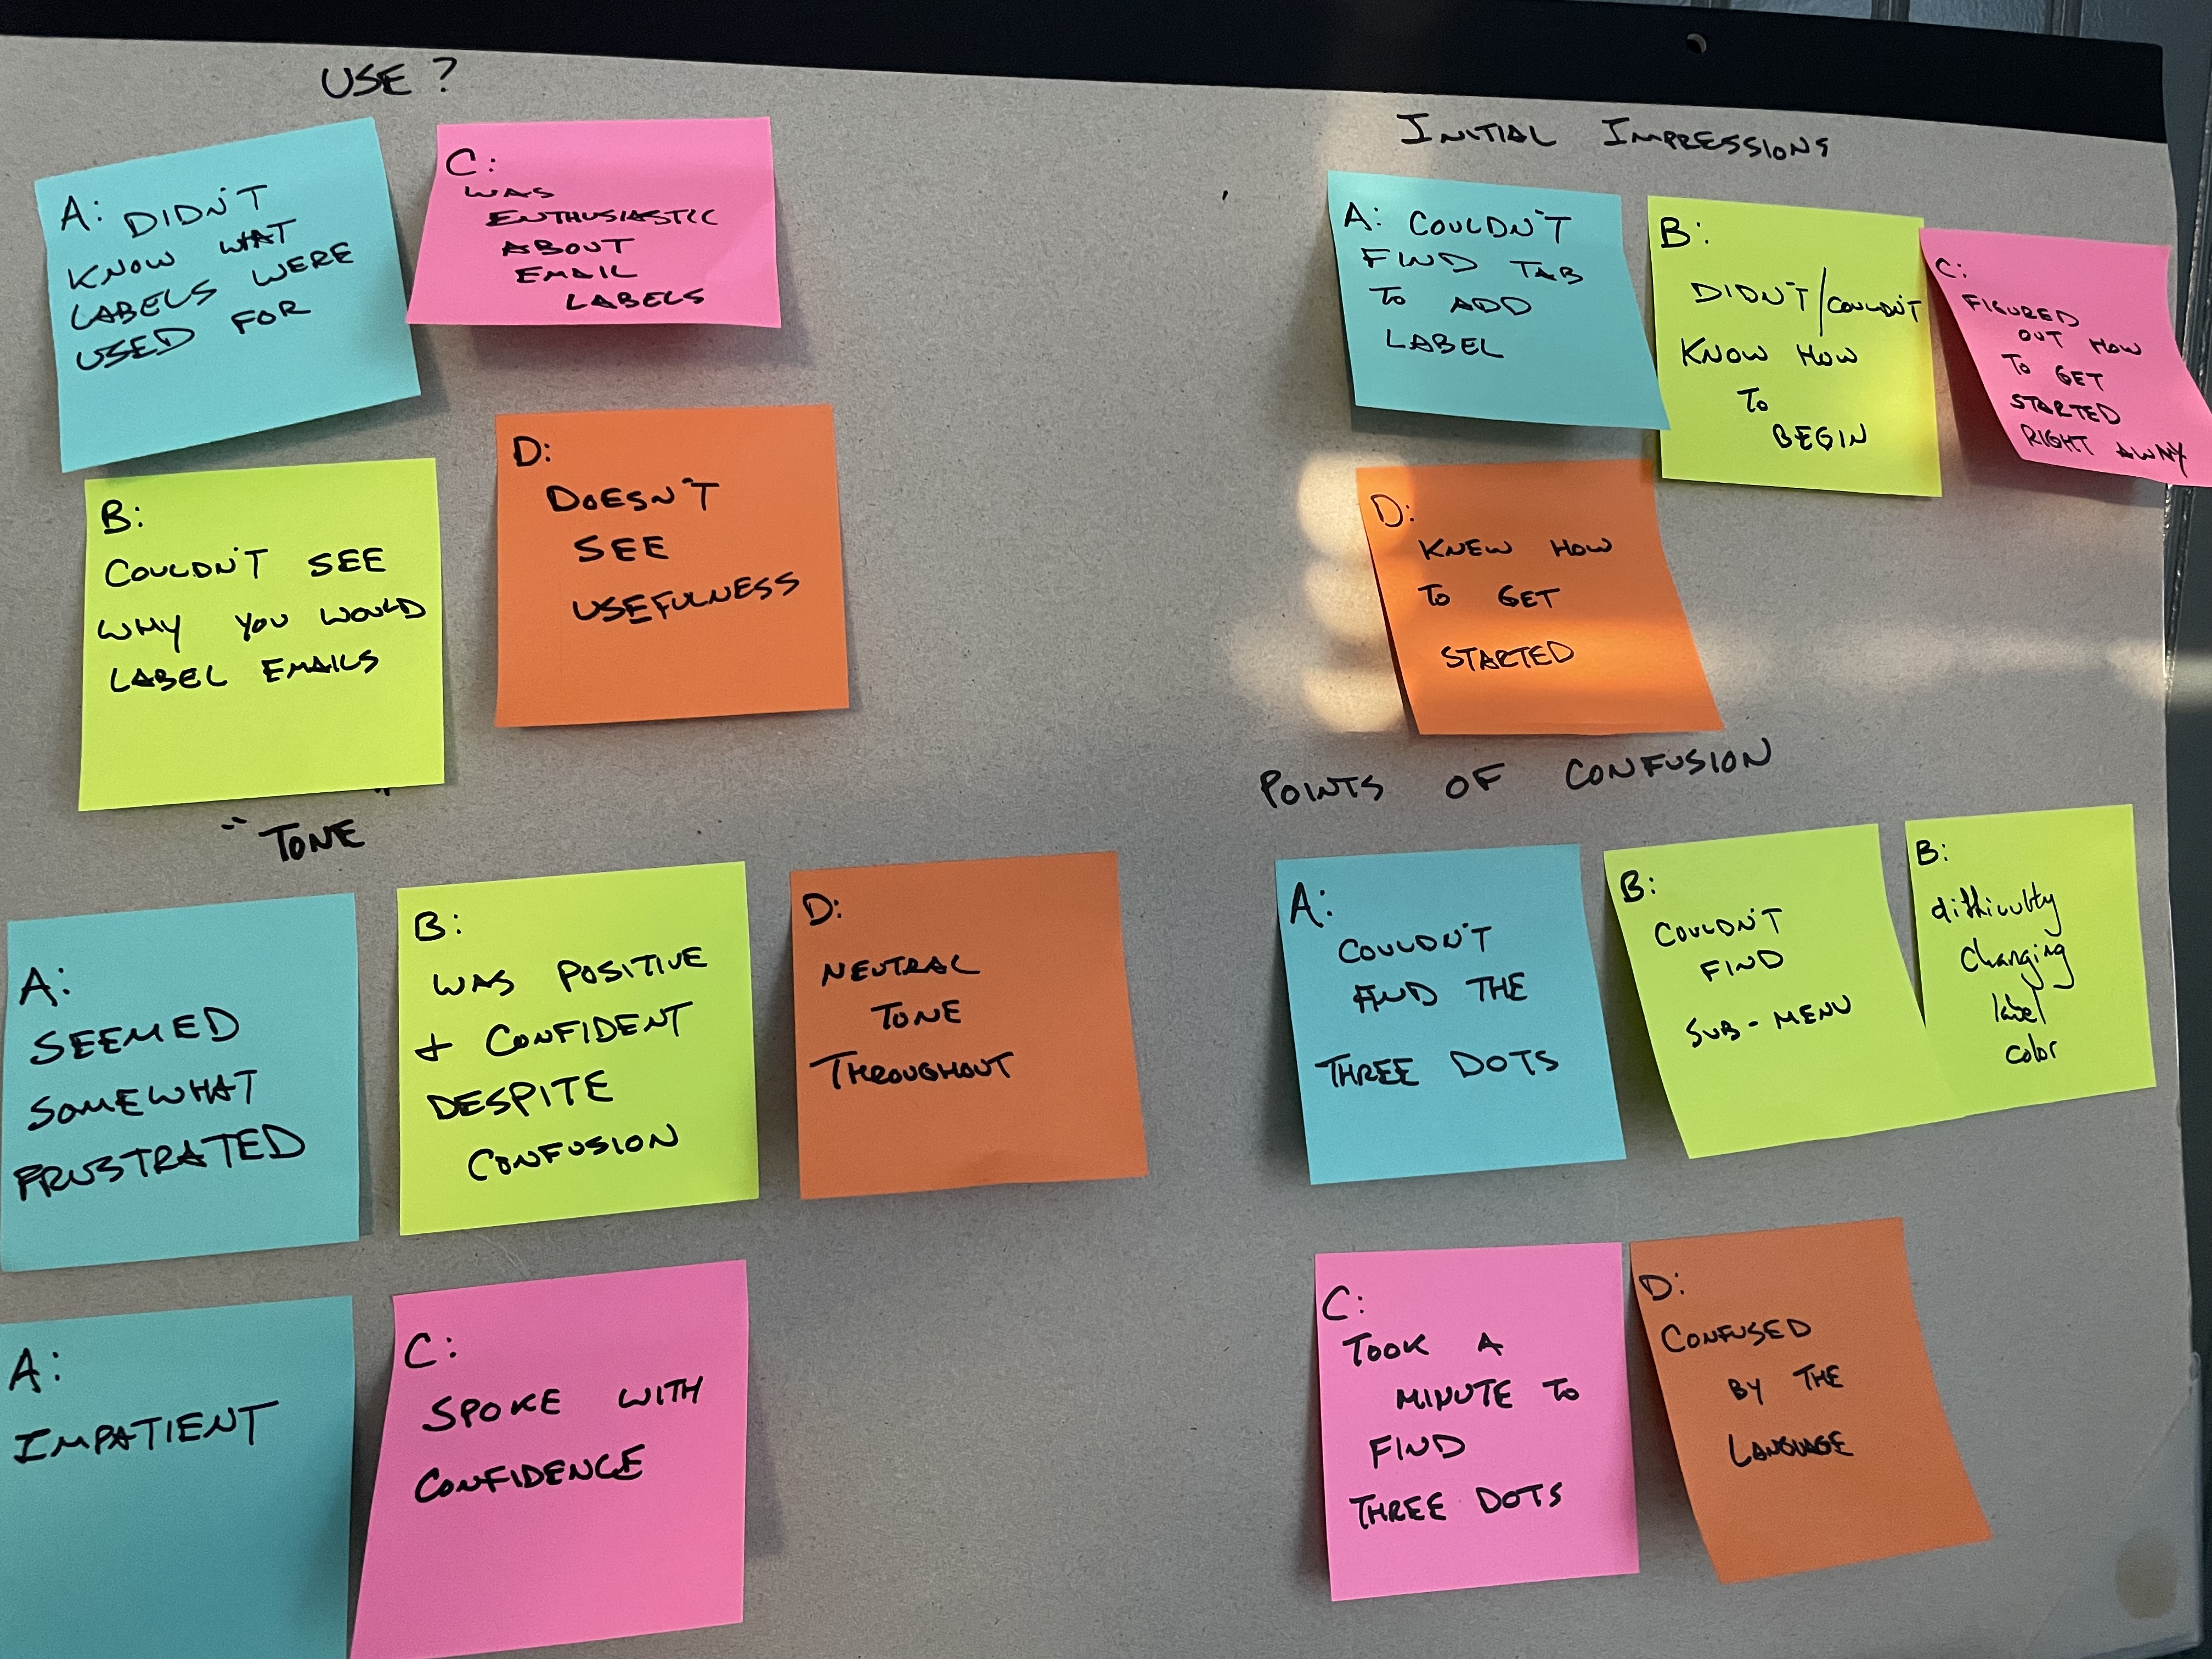 USE?
A: DIDN'T
KNOW WHAT
LABELS WERE
USED FOR
C:
WAS
ENTHUSIASTIC
ABOUT
EMAIL
LABELS
B:
COULDN'T SEE
WHY YOU WOULD
LABEL EMAILS
D:
DOESN'T
SEE
USEFULNESS
"TONE"
A:
SEEMED
SOMEWHAT
FRUSTRATED
B:
WAS POSITIVE
+ CONFIDENT
DESPITE
CONFUSION
D:
NEUTRAL
TONE
THROUGHOUT
A:
IMPATIENT
C:
SPOKE WITH
CONFIDENCE
INITIAL IMPRESSIONS
A: COULDN'T
FIND TAB
TO ADD
LABEL
B:
DIDN'T/COULDN'T
KNOW HOW
TO
BEGIN
C:
FIGURED
OUT HOW
TO GET
STARTED
RIGHT AWAY
D:
KNEW HOW
TO GET
STARTED
POINTS OF CONFUSION
A:
COULDN'T
FIND THE
THREE DOTS
B:
COULDN'T
FIND
SUB-MENU
B:
difficulty
changing
label
color
C:
TOOK A
MINUTE TO
FIND
THREE DOTS
D:
CONFUSED
BY THE
LANGUAGE